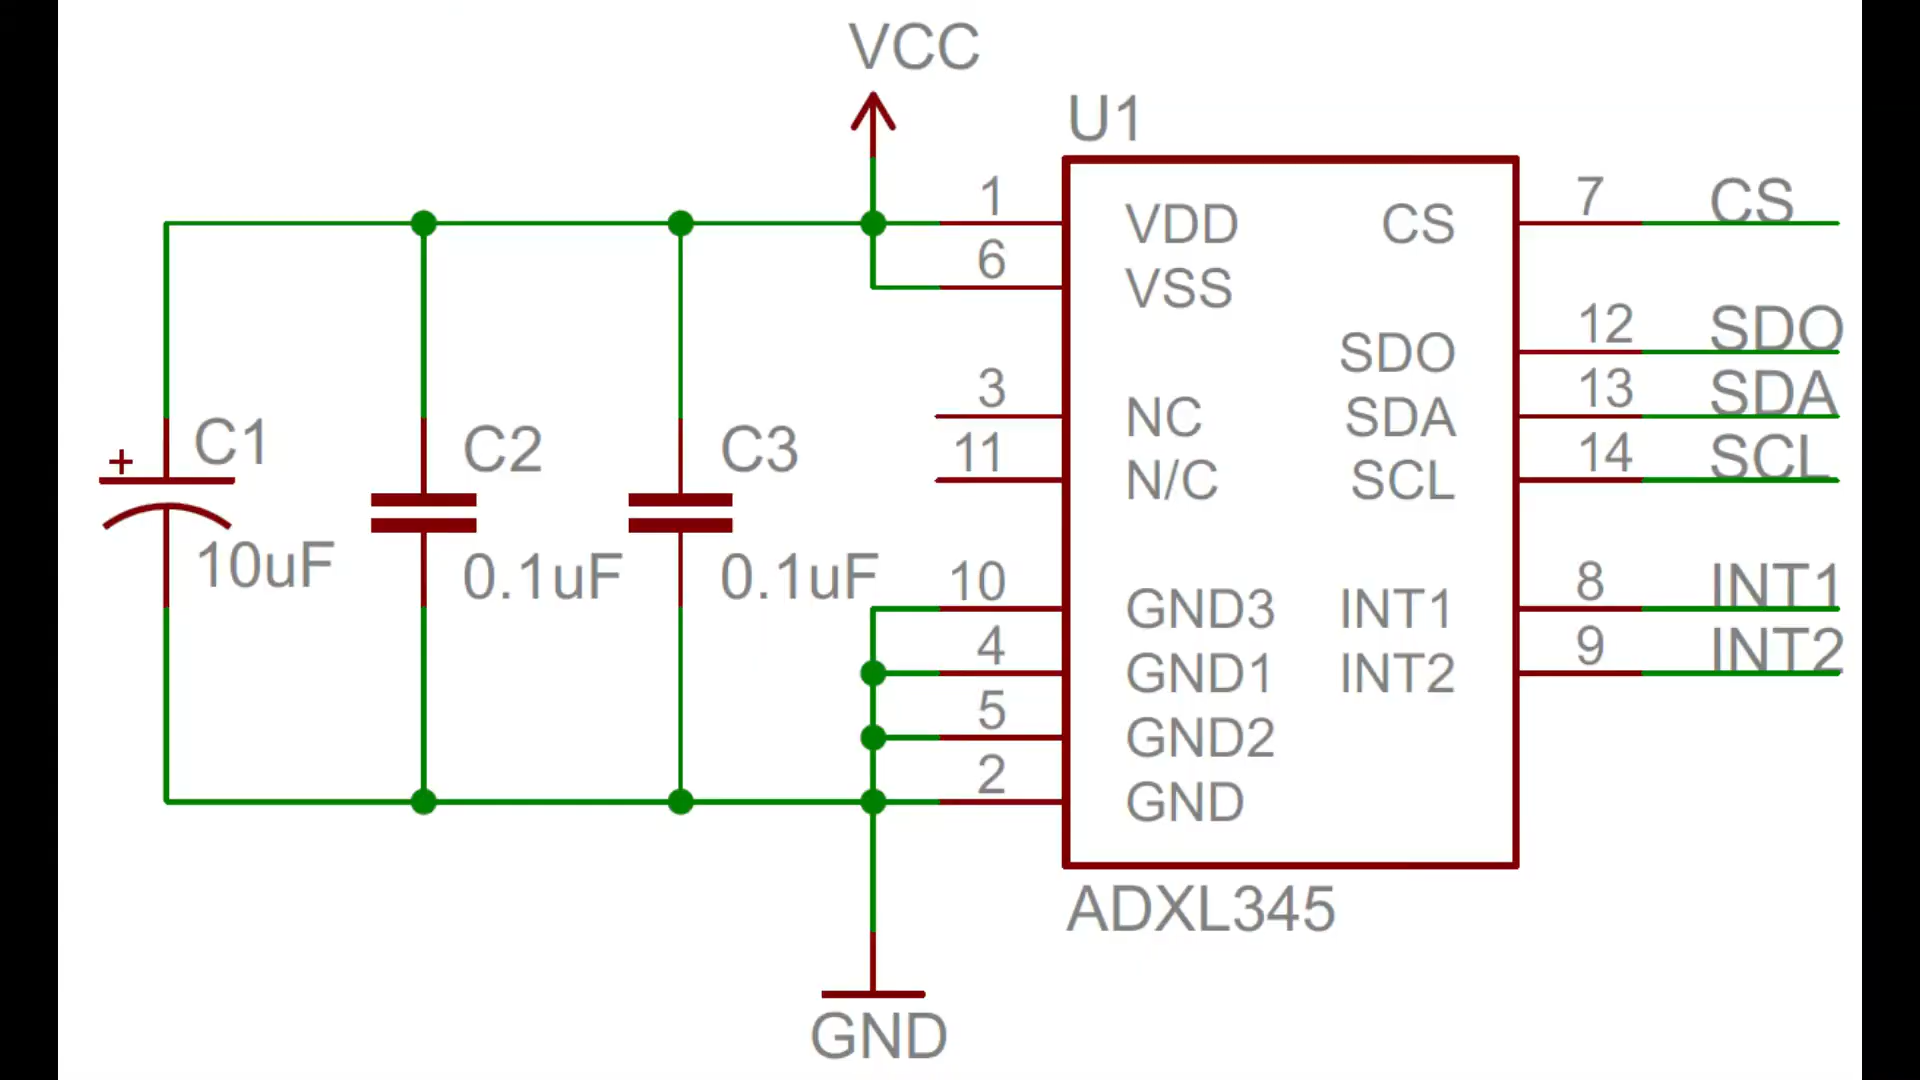 VCC
U1
1 VDD CS 7 CS
6 VSS
SDO 12 SDO
3 NC SDA 13 SDA
11 N/C SCL 14 SCL
+ C1 C2 C3
10uF 0.1uF 0.1uF
10 GND3 INT1 8 INT1
4 GND1 INT2 9 INT2
5 GND2
2 GND
ADXL345
GND